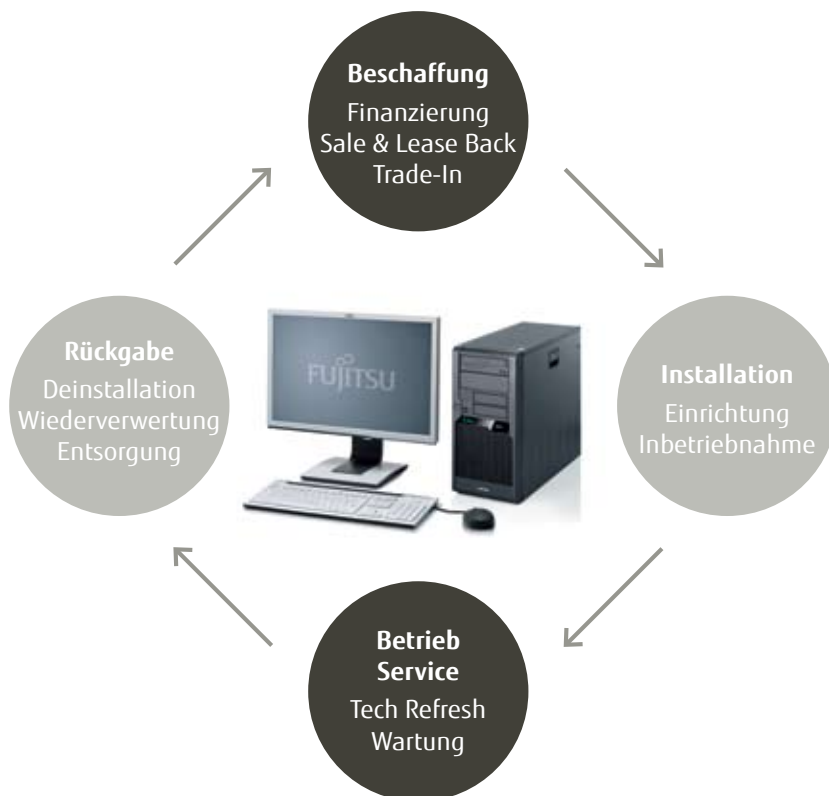 Beschaffung
Finanzierung
Sale & Lease Back
Trade-In
Rückgabe
Deinstallation
Wiederverwertung
Entsorgung
FUJITSU
Installation
Einrichtung
Inbetriebnahme
Betrieb
Service
Tech Refresh
Wartung